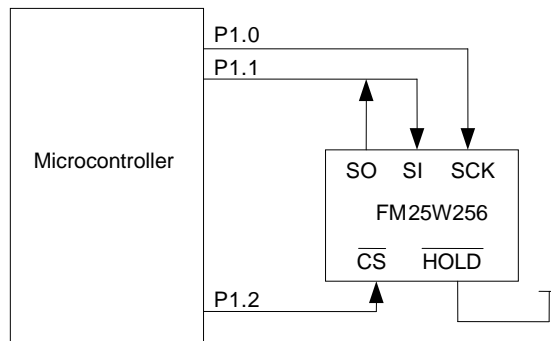 P1.0
P1.1
Microcontroller
SO SI SCK
FM25W256
CS HOLD
P1.2